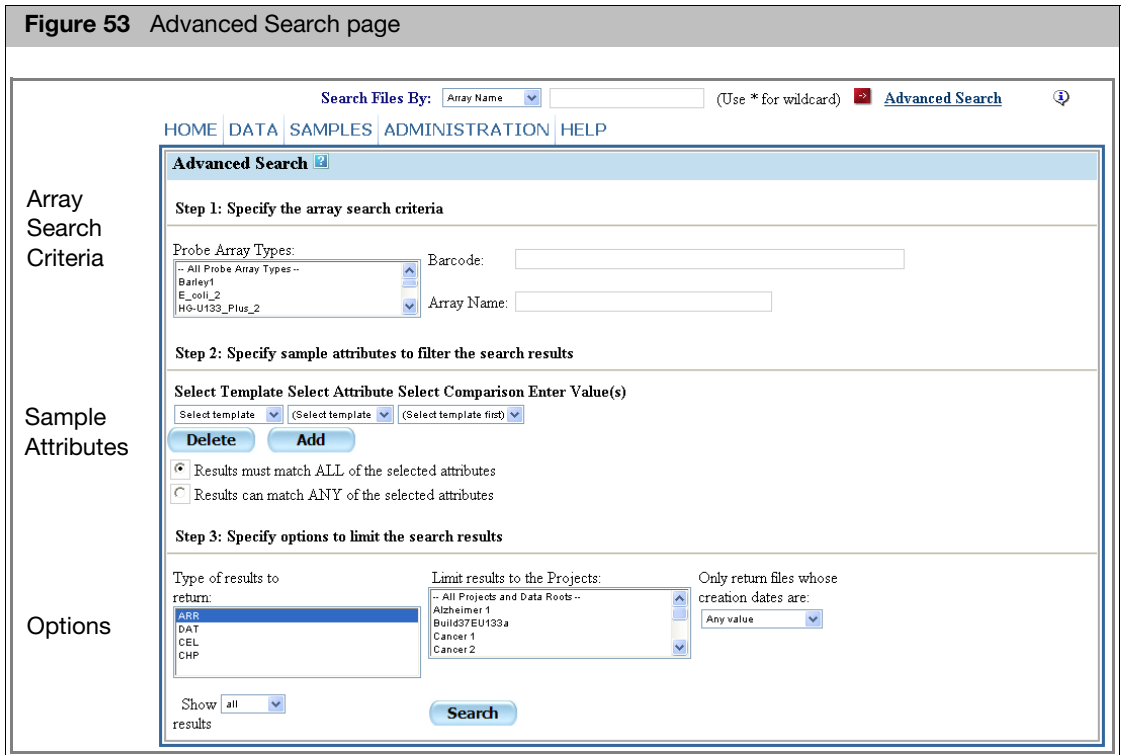 Figure 53 Advanced Search page
Search Files By: Array Name (Use * for wildcard) Advanced Search
HOME DATA SAMPLES ADMINISTRATION HELP
Advanced Search
Array
Search
Criteria
Step 1: Specify the array search criteria
Probe Array Types:
-- All Probe Array Types --
Barley1
E_coli_2
HG-U133_Plus_2
Barcode:
Array Name:
Step 2: Specify sample attributes to filter the search results
Sample
Attributes
Select Template Select Attribute Select Comparison Enter Value(s)
Select template (Select template (Select template first)
Delete Add
Results must match ALL of the selected attributes
Results can match ANY of the selected attributes
Step 3: Specify options to limit the search results
Options
Type of results to
return:
ARR
DAT
CEL
CHP
Limit results to the Projects:
-- All Projects and Data Roots --
Alzheimer 1
Build37EU133a
Cancer 1
Cancer 2
Only return files whose
creation dates are:
Any value
Show all
results
Search